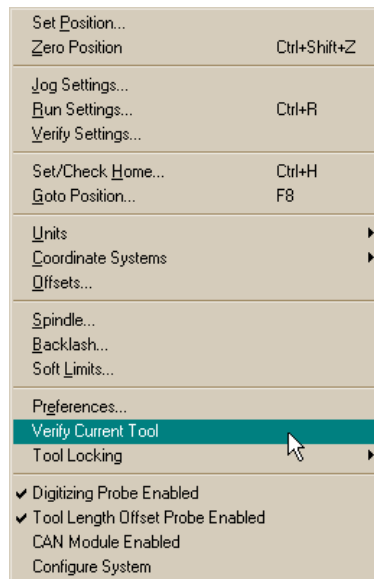 Set Position...
Zero Position Ctrl+Shift+Z
Jog Settings...
Run Settings... Ctrl+R
Verify Settings...
Set/Check Home... Ctrl+H
Goto Position... F8
Units
Coordinate Systems
Offsets...
Spindle...
Backlash...
Soft Limits...
Preferences...
Verify Current Tool
Tool Locking
Digitizing Probe Enabled
Tool Length Offset Probe Enabled
CAN Module Enabled
Configure System